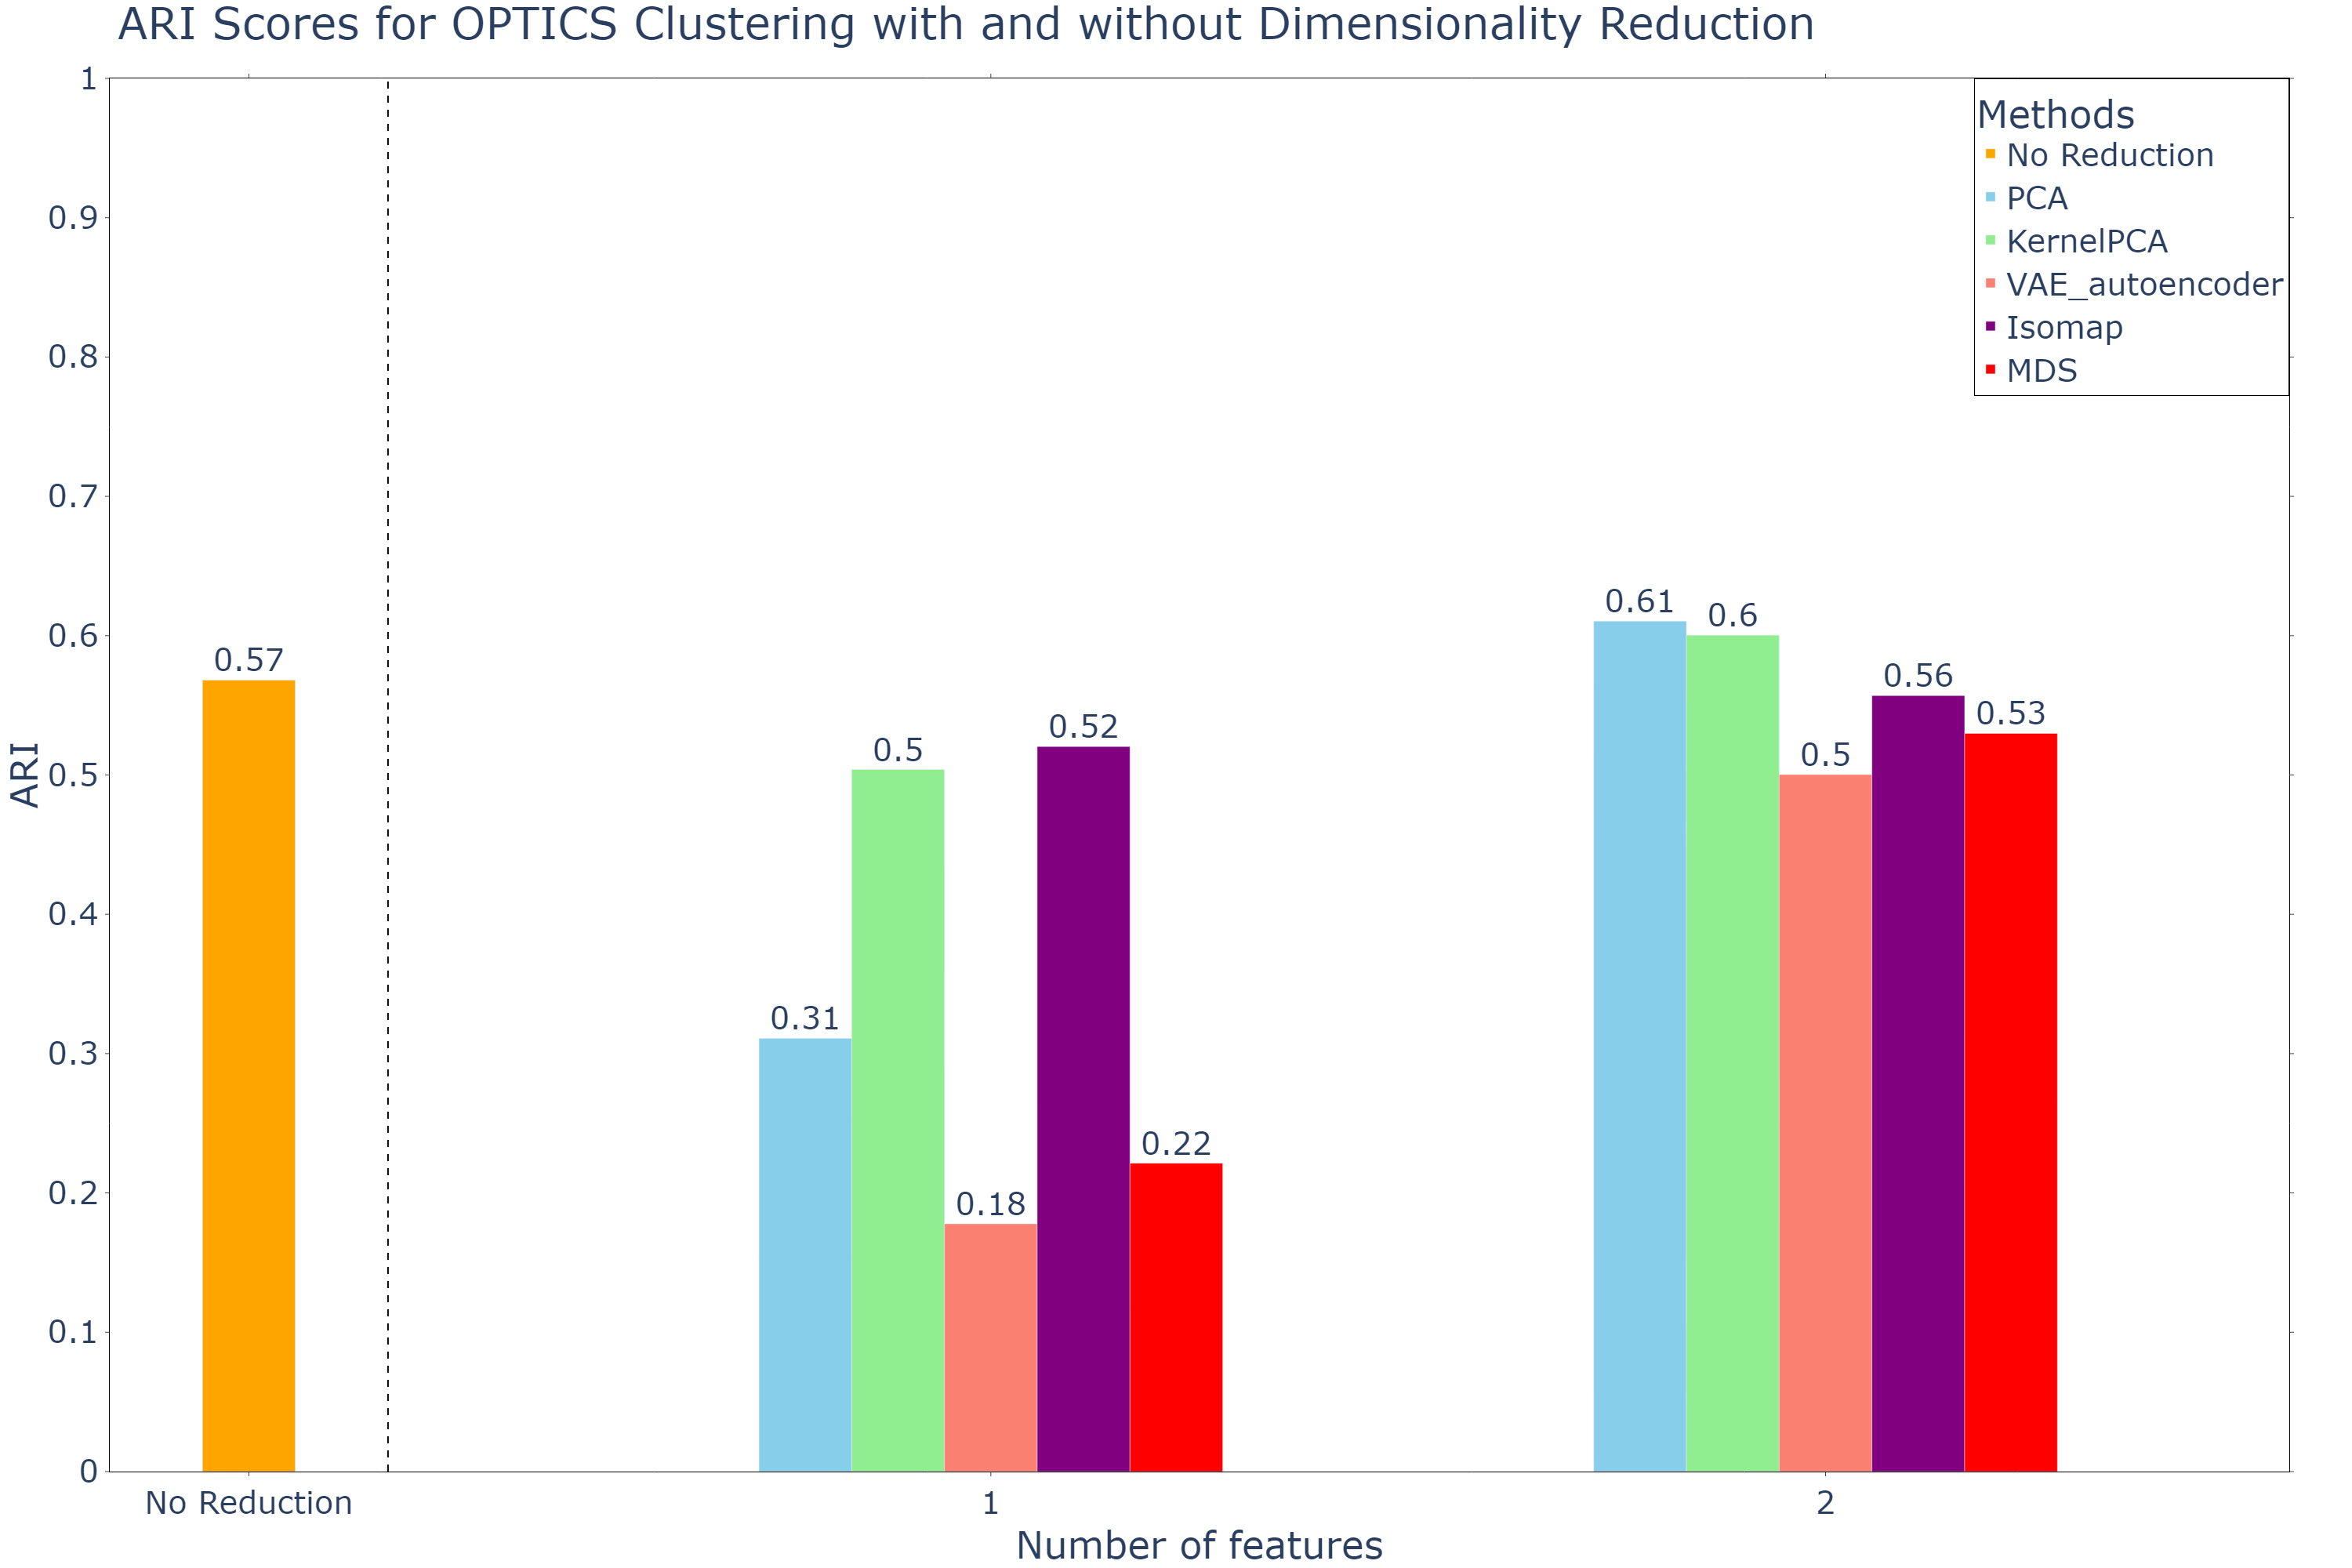 ARI Scores for OPTICS Clustering with and without Dimensionality Reduction
Methods
No Reduction
PCA
KernelPCA
VAE_autoencoder
Isomap
MDS
ARI
1
0.9
0.8
0.7
0.6
0.5
0.4
0.3
0.2
0.1
0
0.57
0.31
0.5
0.18
0.52
0.22
0.61
0.6
0.5
0.56
0.53
No Reduction
1
2
Number of features